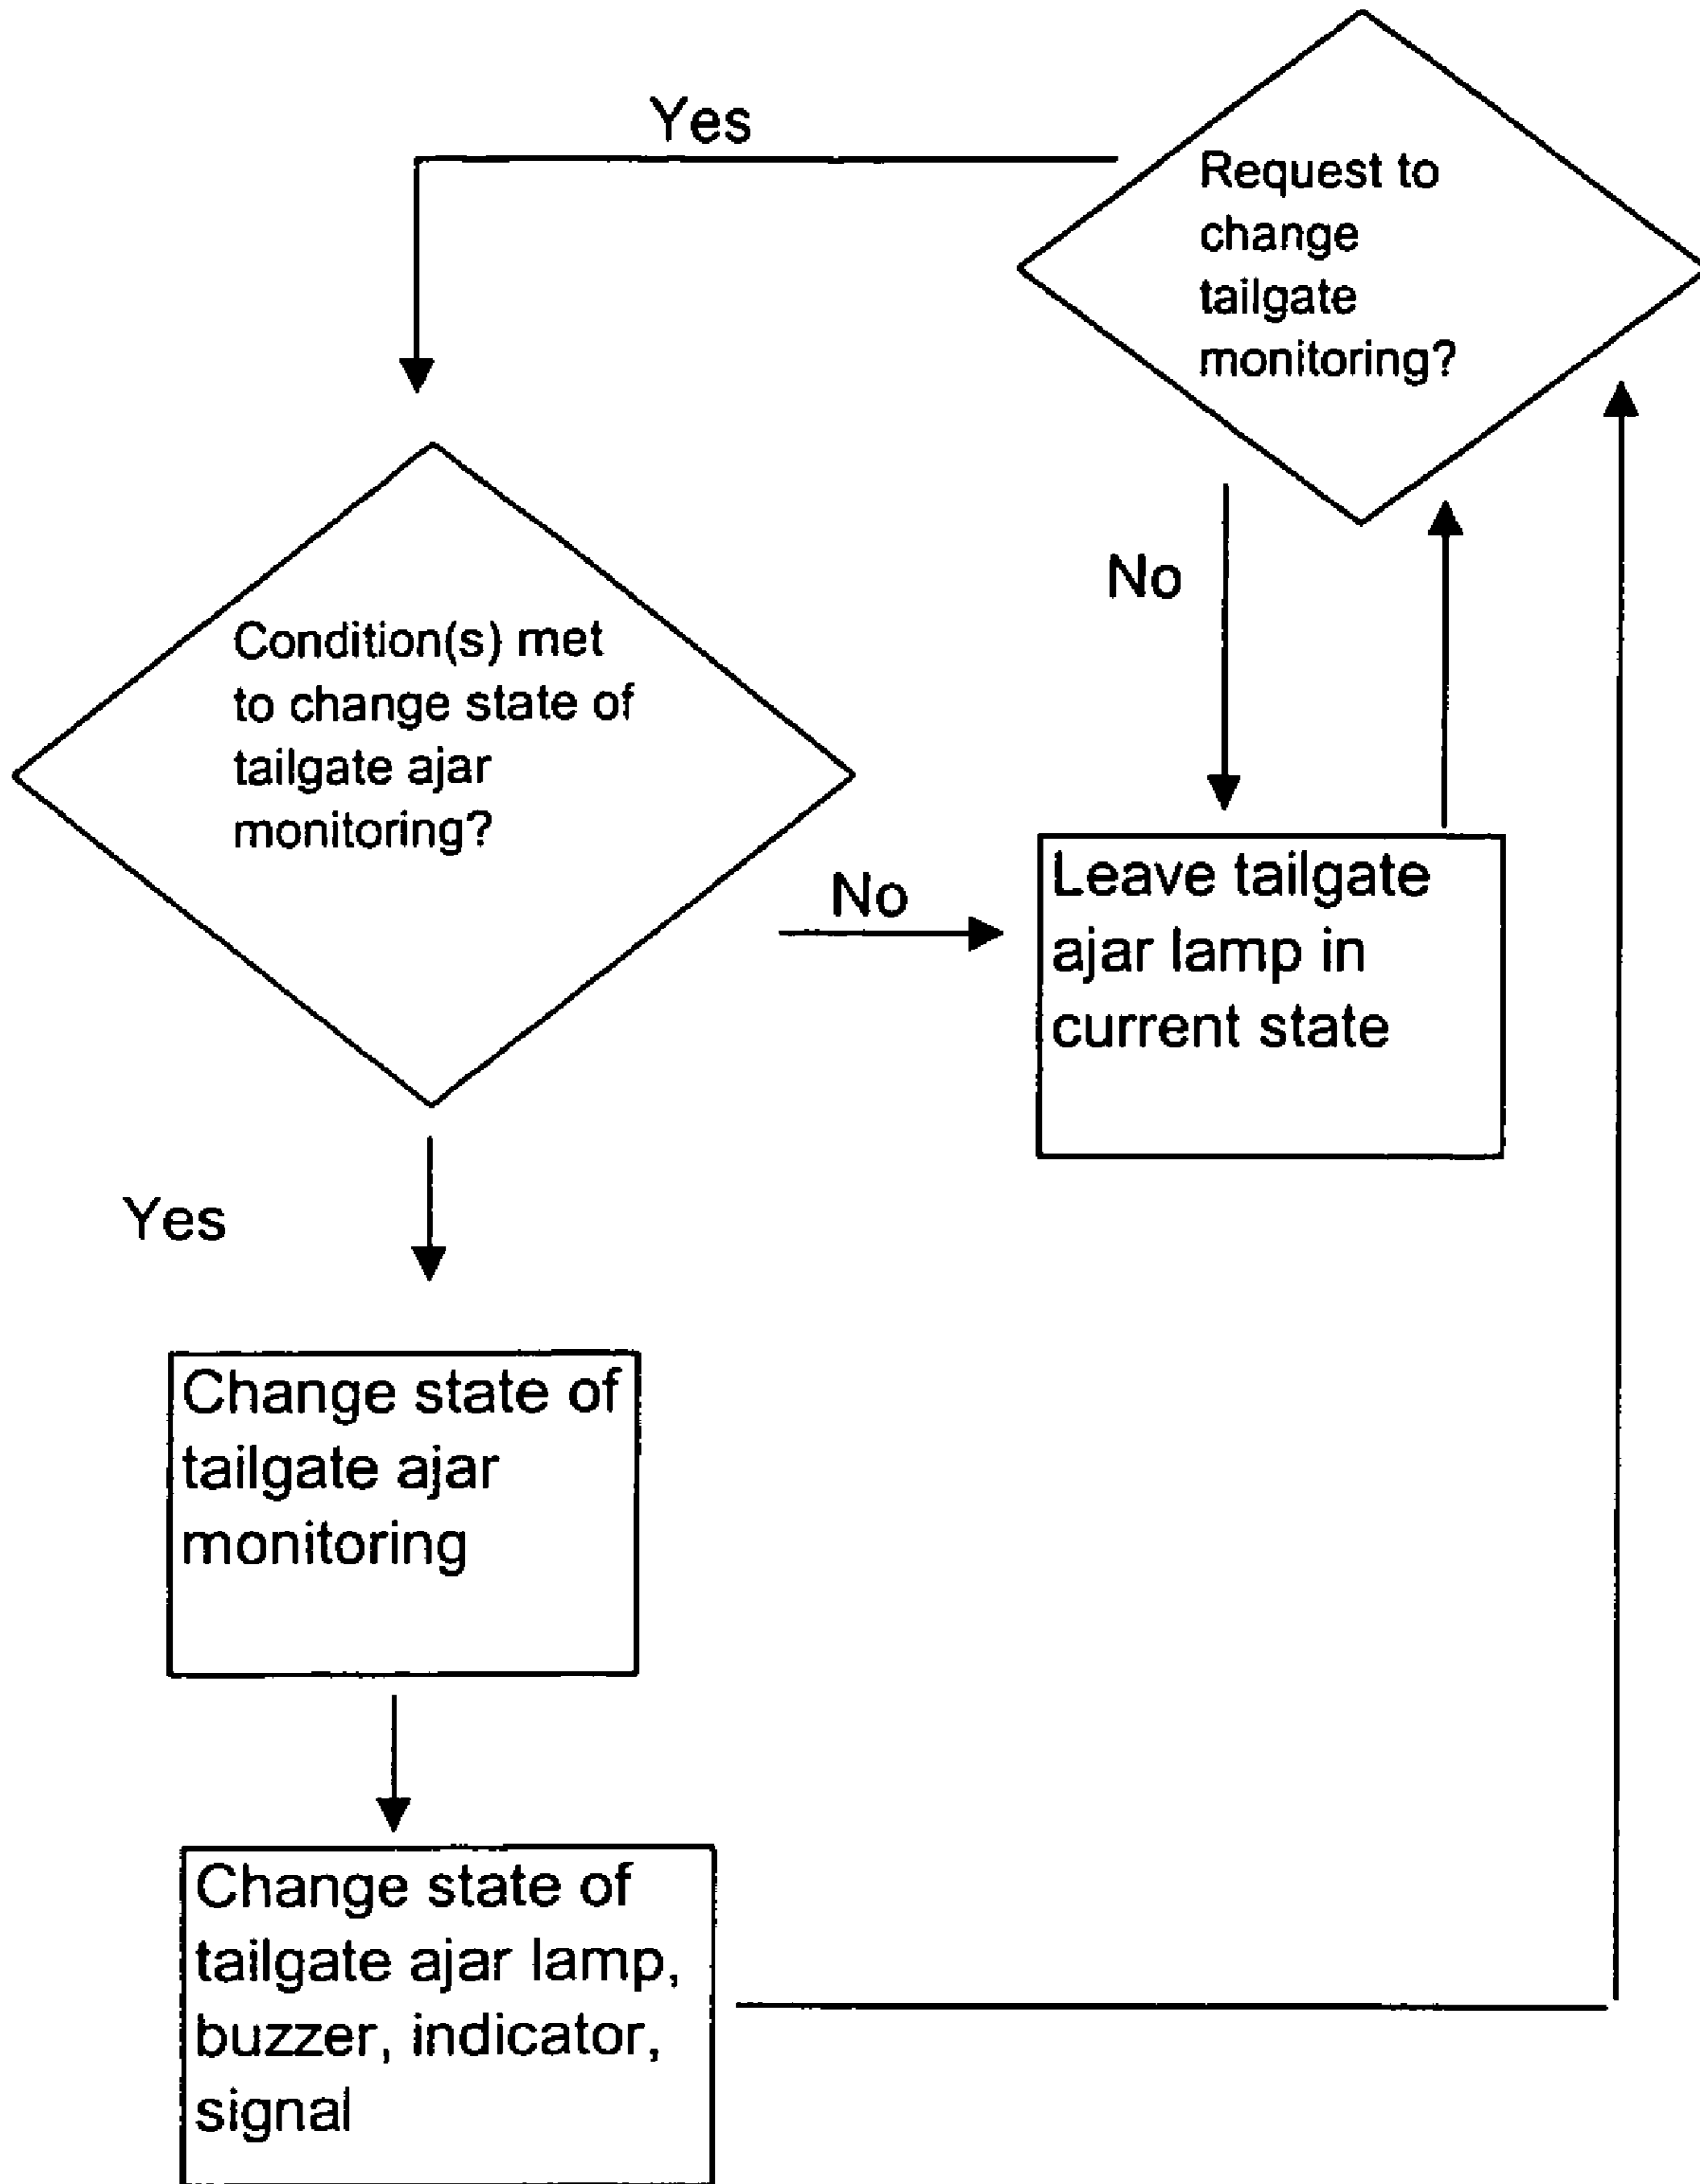 Yes
Request to
change
tailgate
monitoring?
No
Condition(s) met
to change state of
tailgate ajar
monitoring?
No
Leave tailgate
ajar lamp in
current state
Yes
Change state of
tailgate ajar
monitoring
Change state of
tailgate ajar lamp,
buzzer, indicator,
signal